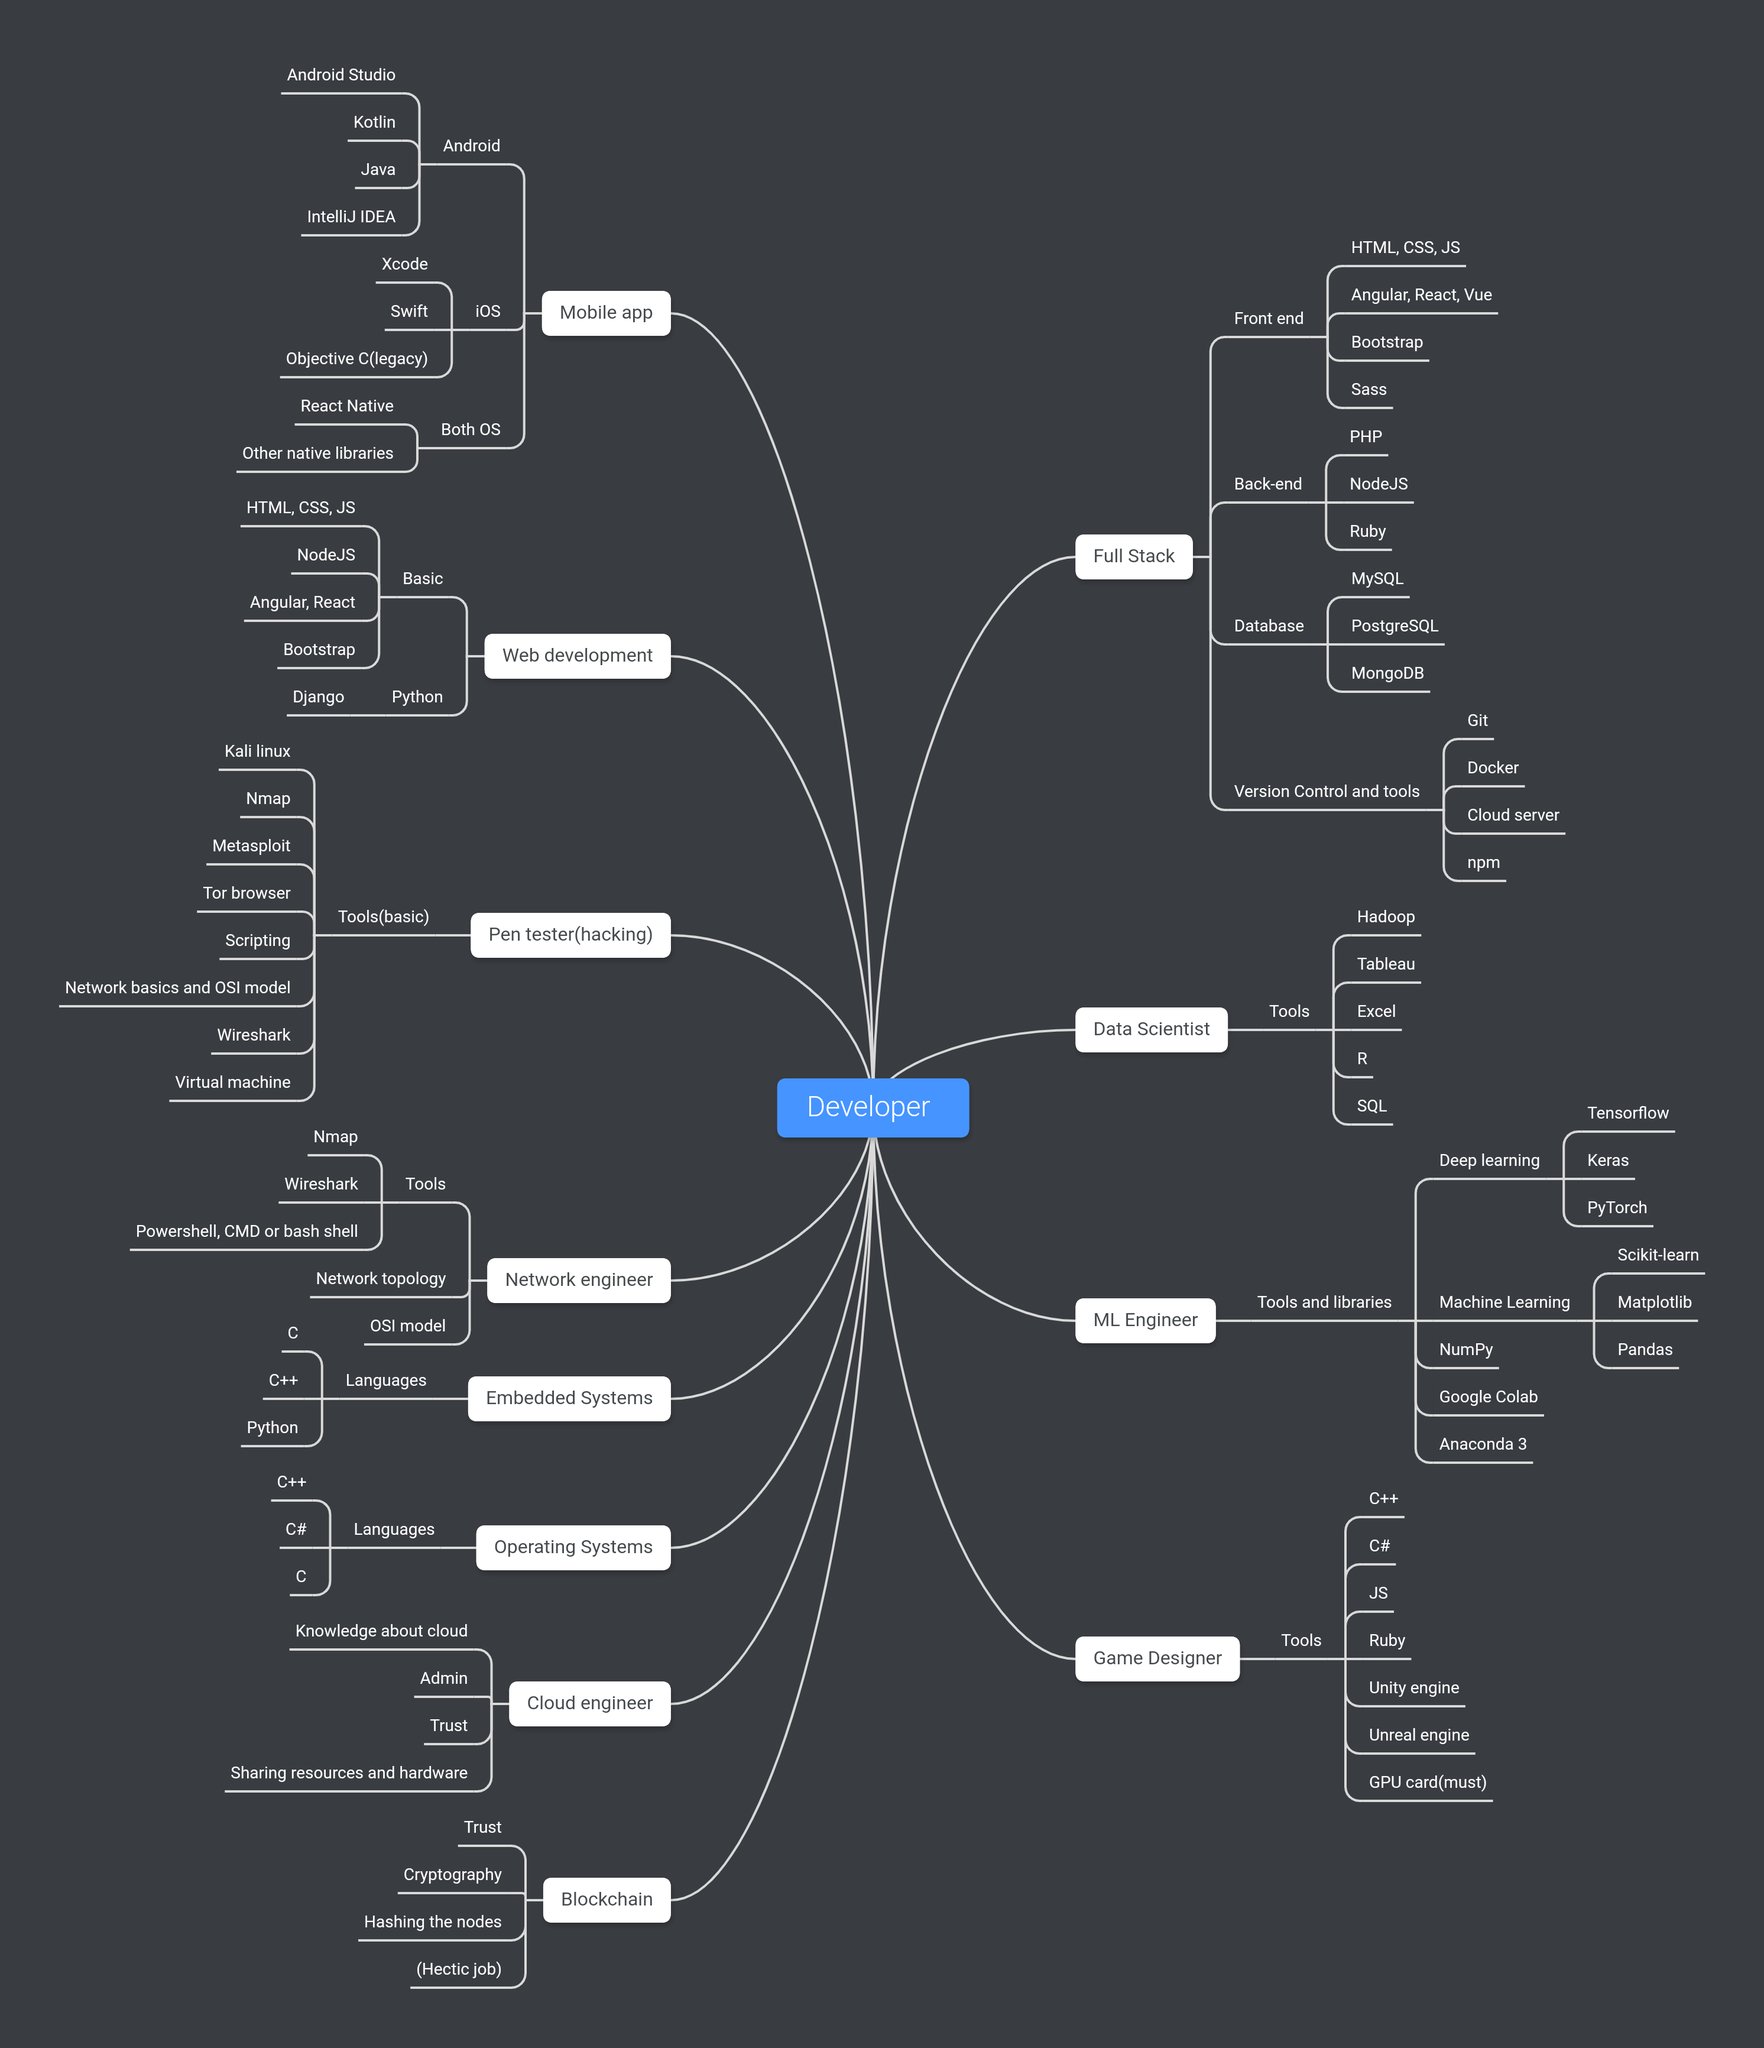 Developer
Mobile app
Android
Android Studio
Kotlin
Java
IntelliJ IDEA
iOS
Xcode
Swift
Objective C(legacy)
Both OS
React Native
Other native libraries
Web development
Basic
HTML, CSS, JS
NodeJS
Angular, React
Bootstrap
Python
Django
Pen tester(hacking)
Tools(basic)
Kali linux
Nmap
Metasploit
Tor browser
Scripting
Network basics and OSI model
Wireshark
Virtual machine
Network engineer
Tools
Nmap
Wireshark
Powershell, CMD or bash shell
Network topology
OSI model
Embedded Systems
Languages
C
C++
Python
Operating Systems
Languages
C++
C#
C
Cloud engineer
Knowledge about cloud
Admin
Trust
Sharing resources and hardware
Blockchain
Trust
Cryptography
Hashing the nodes
(Hectic job)
Full Stack
Front end
HTML, CSS, JS
Angular, React, Vue
Bootstrap
Sass
Back-end
PHP
NodeJS
Ruby
Database
MySQL
PostgreSQL
MongoDB
Version Control and tools
Git
Docker
Cloud server
npm
Data Scientist
Tools
Hadoop
Tableau
Excel
R
SQL
ML Engineer
Tools and libraries
Deep learning
Tensorflow
Keras
PyTorch
Machine Learning
Scikit-learn
Matplotlib
Pandas
NumPy
Google Colab
Anaconda 3
Game Designer
Tools
C++
C#
JS
Ruby
Unity engine
Unreal engine
GPU card(must)